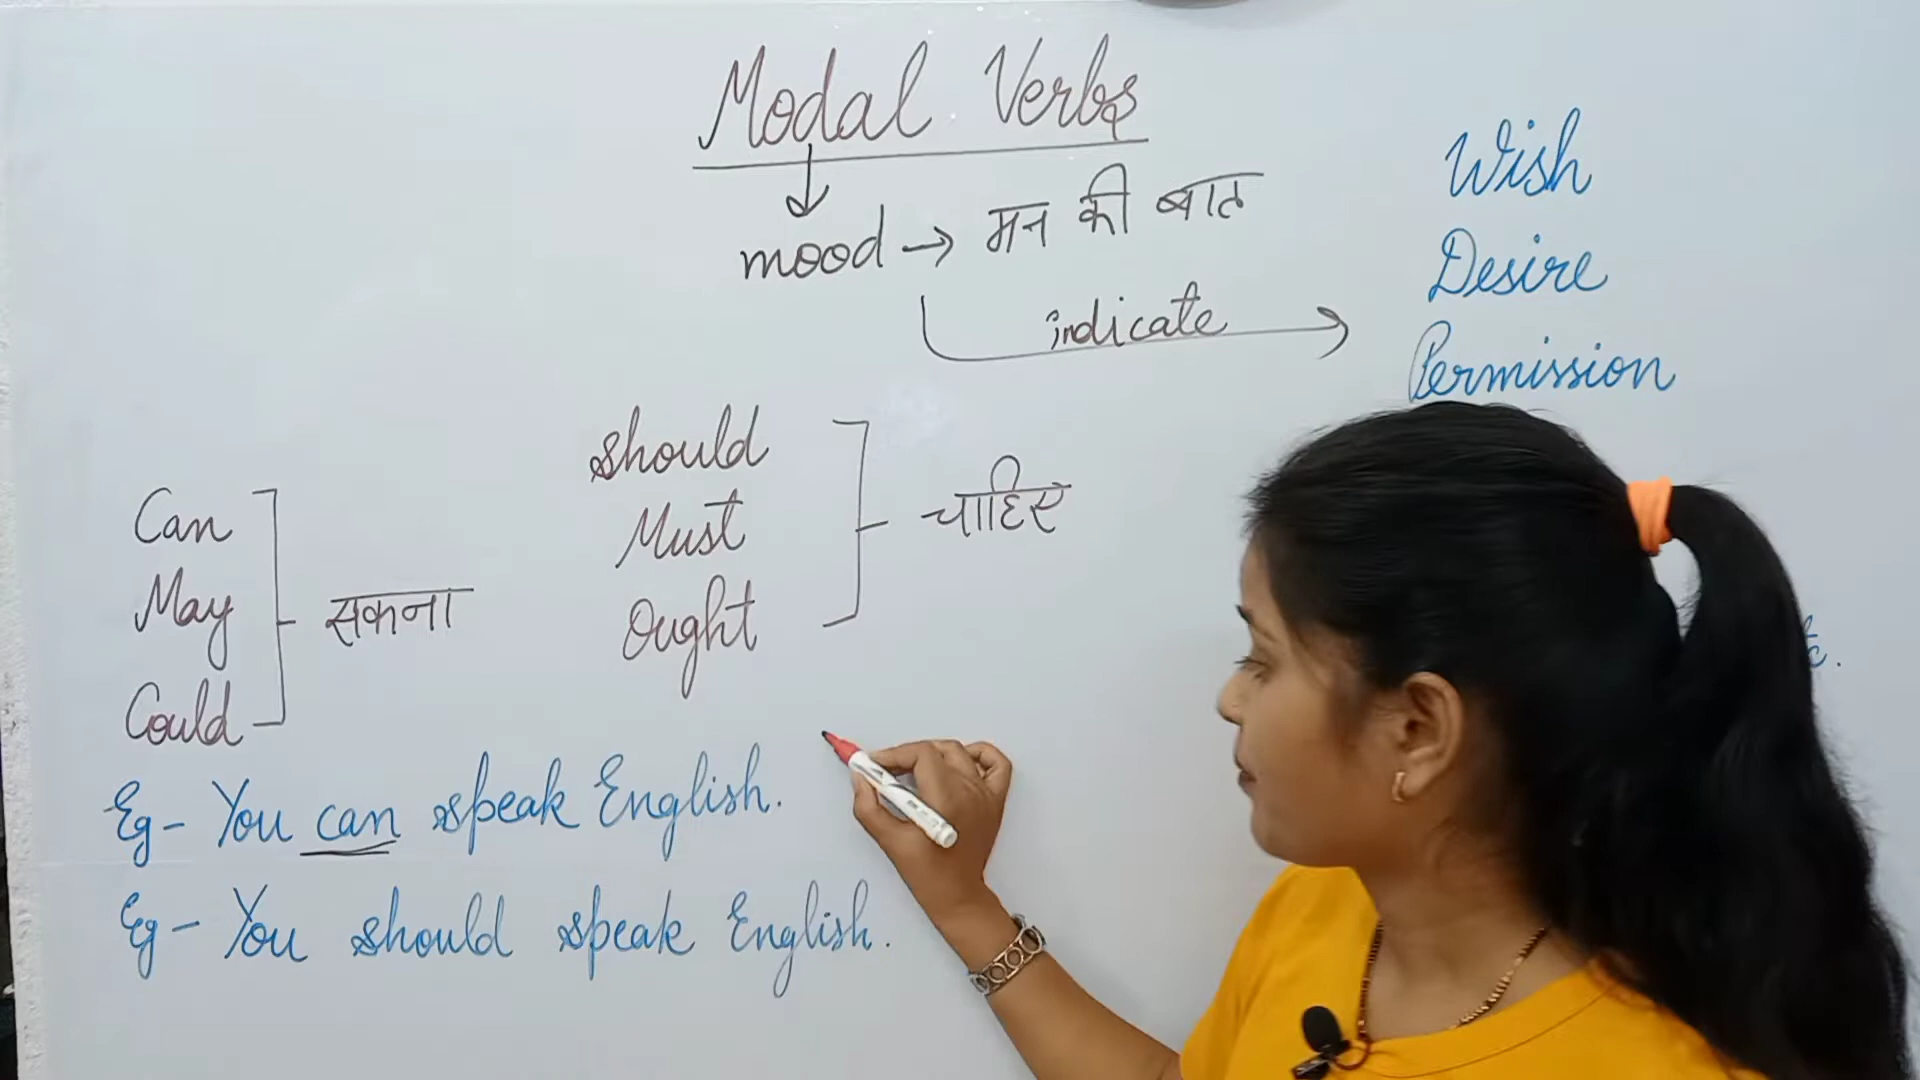 Modal Verbs
mood → मन की बात
indicate
Wish
Desire
Permission
Can
May
Could
सकना
should
Must
Ought
चाहिए
Eg- You can speak English.
Eg- You should speak English.